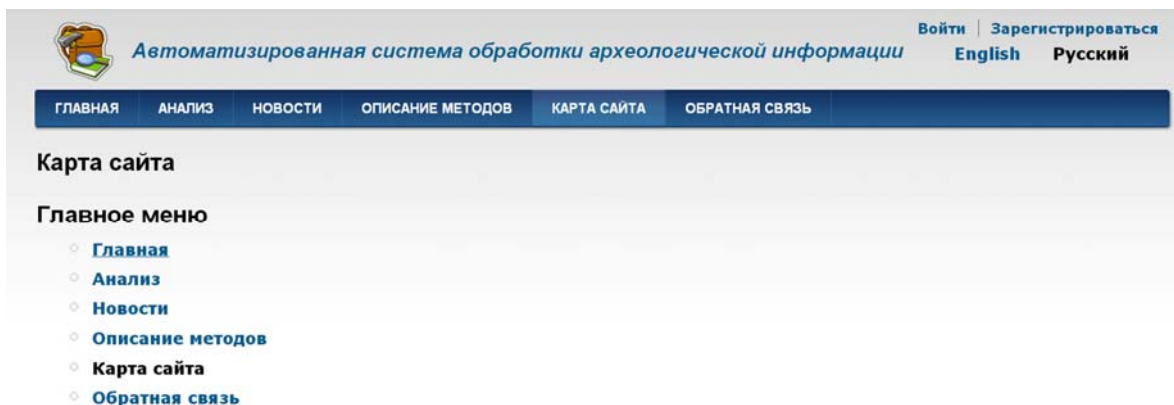 Войти | Зарегистрироваться
Автоматизированная система обработки археологической информации
English Русский
ГЛАВНАЯ АНАЛИЗ НОВОСТИ ОПИСАНИЕ МЕТОДОВ КАРТА САЙТА ОБРАТНАЯ СВЯЗЬ
Карта сайта
Главное меню
Главная
Анализ
Новости
Описание методов
Карта сайта
Обратная связь